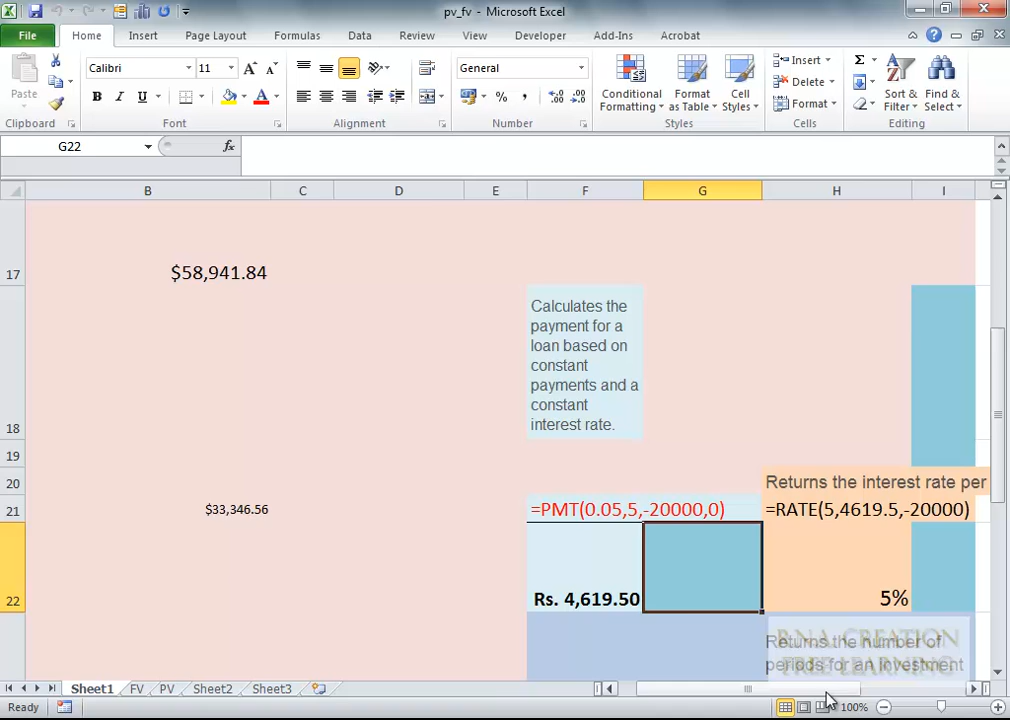 pv_fv - Microsoft Excel
File Home Insert Page Layout Formulas Data Review View Developer Add-Ins Acrobat
Paste
Calibri 11
B I U
General
$ % ,
Conditional Formatting
Format as Table
Cell Styles
Insert
Delete
Format
Σ
Sort & Filter
Find & Select
Clipboard Font Alignment Number Styles Cells Editing
G22 fx
B C D E F G H I
17 $58,941.84
Calculates the
payment for a
loan based on
constant
payments and a
constant
interest rate.
18
19
20 Returns the interest rate per
21 $33,346.56 =PMT(0.05,5,-20000,0) =RATE(5,4619.5,-20000)
22 Rs. 4,619.50 5%
Returns the number of
periods for an investment
RNA CREATION
FREE LEARNING
Sheet1 FV PV Sheet2 Sheet3
Ready 100%